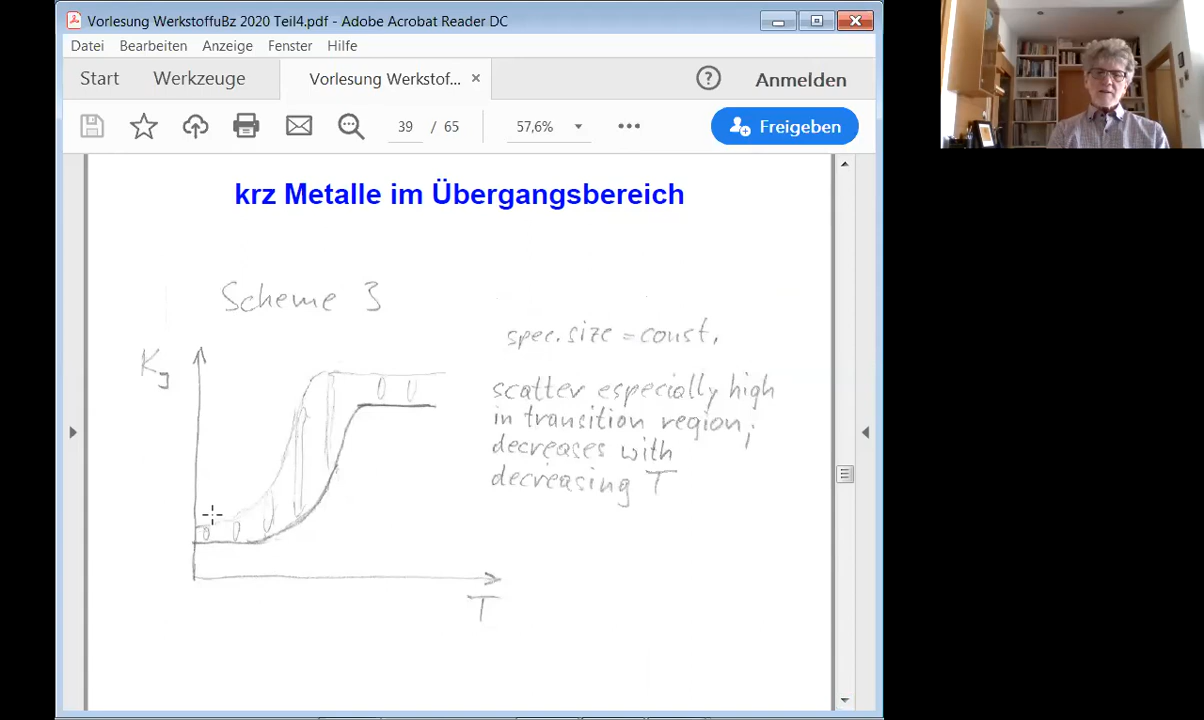 Vorlesung WerkstoffuBz 2020 Teil4.pdf - Adobe Acrobat Reader DC
Datei Bearbeiten Anzeige Fenster Hilfe
Start Werkzeuge Vorlesung Werkstof... × ? Anmelden
39 / 65 57,6% Freigeben
krz Metalle im Übergangsbereich
Scheme 3
spec. size = const.
Kg
scatter especially high
in transition region;
decreases with
decreasing T
T